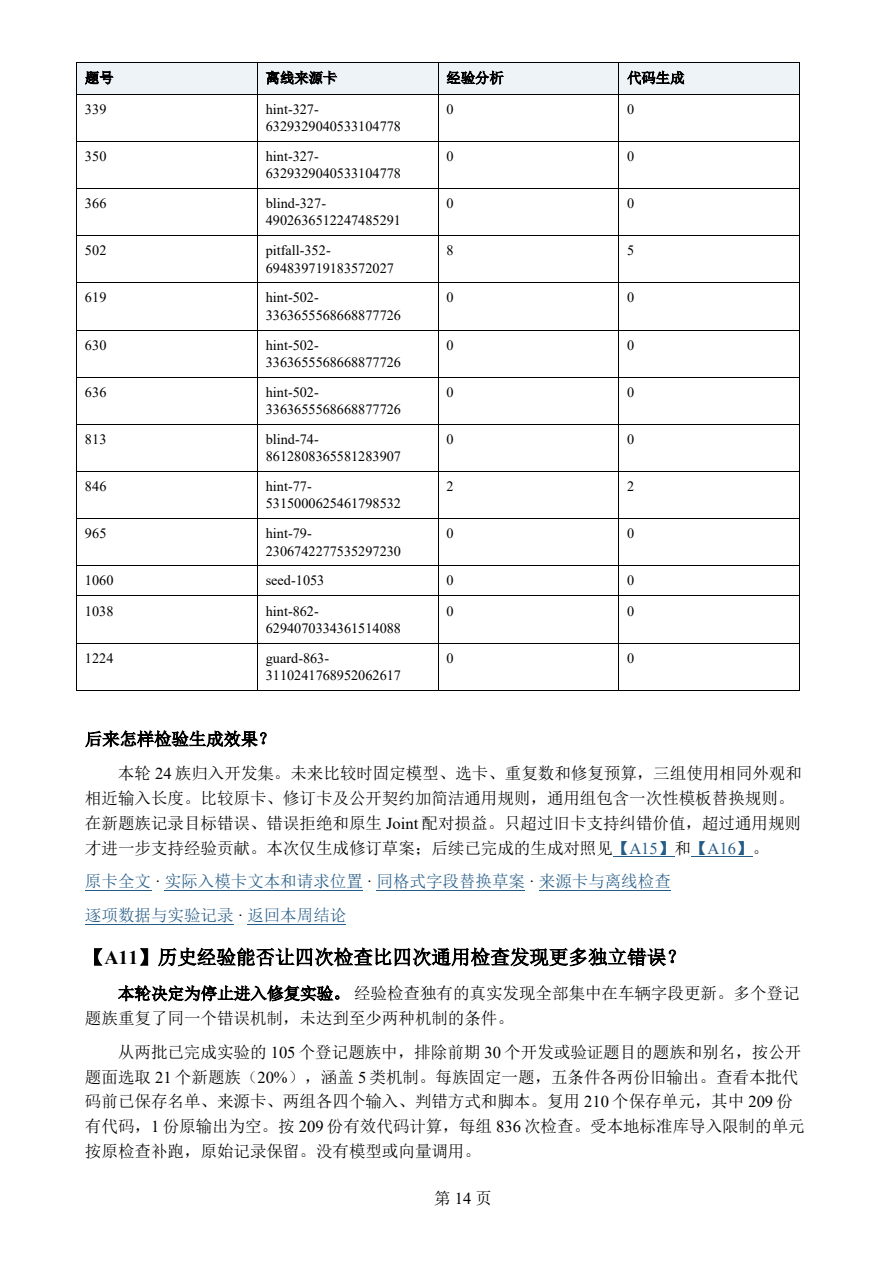 题号 离线来源卡 经验分析 代码生成
339 hint-327- 0 0
6329329040533104778
350 hint-327- 0 0
6329329040533104778
366 blind-327- 0 0
4902636512247485291
502 pitfall-352- 8 5
694839719183572027
619 hint-502- 0 0
3363655568668877726
630 hint-502- 0 0
3363655568668877726
636 hint-502- 0 0
3363655568668877726
813 blind-74- 0 0
8612808365581283907
846 hint-77- 2 2
5315000625461798532
965 hint-79- 0 0
2306742277535297230
1060 seed-1053 0 0
1038 hint-862- 0 0
6294070334361514088
1224 guard-863- 0 0
3110241768952062617
后来怎样检验生成效果？
本轮 24 族归入开发集。未来比较时固定模型、选卡、重复数和修复预算，三组使用相同外观和
相近输入长度。比较原卡、修订卡及公开契约加简洁通用规则，通用组包含一次性模板替换规则。
在新题族记录目标错误、错误拒绝和原生 Joint 配对损益。只超过旧卡支持纠错价值，超过通用规则
才进一步支持经验贡献。本次仅生成修订草案；后续已完成的生成对照见【A15】和【A16】。
原卡全文 · 实际入模卡文本和请求位置 · 同格式字段替换草案 · 来源卡与离线检查
逐项数据与实验记录 · 返回本周结论
【A11】历史经验能否让四次检查比四次通用检查发现更多独立错误？
本轮决定为停止进入修复实验。 经验检查独有的真实发现全部集中在车辆字段更新。多个登记
题族重复了同一个错误机制，未达到至少两种机制的条件。
从两批已完成实验的 105 个登记题族中，排除前期 30 个开发或验证题目的题族和别名，按公开
题面选取 21 个新题族（20%），涵盖 5 类机制。每族固定一题，五条件各两份旧输出。查看本批代
码前已保存名单、来源卡、两组各四个输入、判错方式和脚本。复用 210 个保存单元，其中 209 份
有代码，1 份原输出为空。按 209 份有效代码计算，每组 836 次检查。受本地标准库导入限制的单元
按原检查补跑，原始记录保留。没有模型或向量调用。
第 14 页